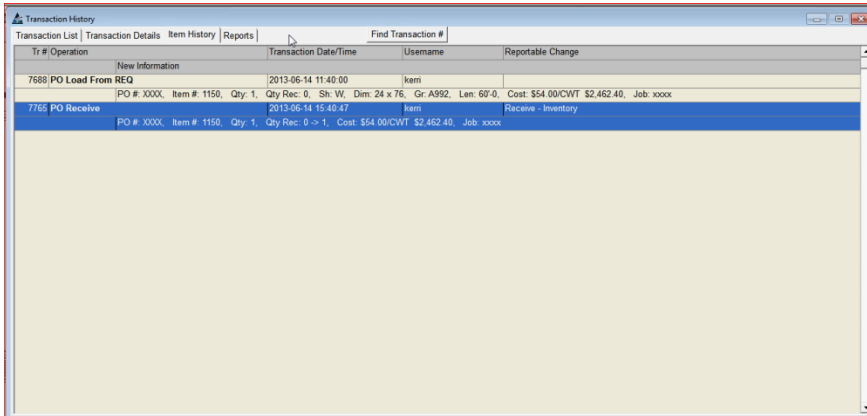 Transaction History
Transaction List Transaction Details Item History Reports Find Transaction #
Tr # Operation Transaction Date/Time Username Reportable Change
New Information
7688 PO Load From REQ 2013-06-14 11:40:00 kerri
PO #: XXXX, Item #: 1150, Qty: 1, Qty Rec: 0, Sh: W, Dim: 24 x 76, Gr: A992, Len: 60'-0, Cost: $54.00/CWT $2,462.40, Job: xxxx
7765 PO Receive 2013-06-14 15:40:47 kerri Receive - Inventory
PO #: XXXX, Item #: 1150, Qty: 1, Qty Rec: 0 -> 1, Cost: $54.00/CWT $2,462.40, Job: xxxx